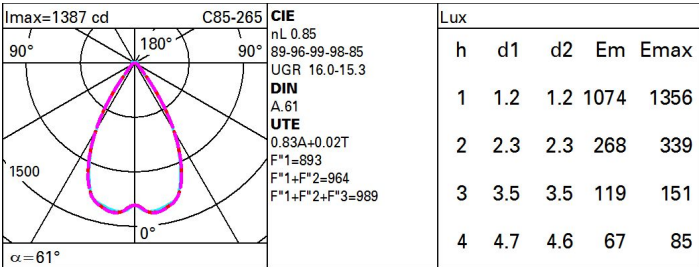 Imax=1387 cd C85-265
90° 180° 90°
1500
0°
α=61°
CIE
nL 0.85
89-96-99-98-85
UGR 16.0-15.3
DIN
A.61
UTE
0.83A+0.02T
F"1=893
F"1+F"2=964
F"1+F"2+F"3=989
Lux
h d1 d2 Em Emax
1 1.2 1.2 1074 1356
2 2.3 2.3 268 339
3 3.5 3.5 119 151
4 4.7 4.6 67 85